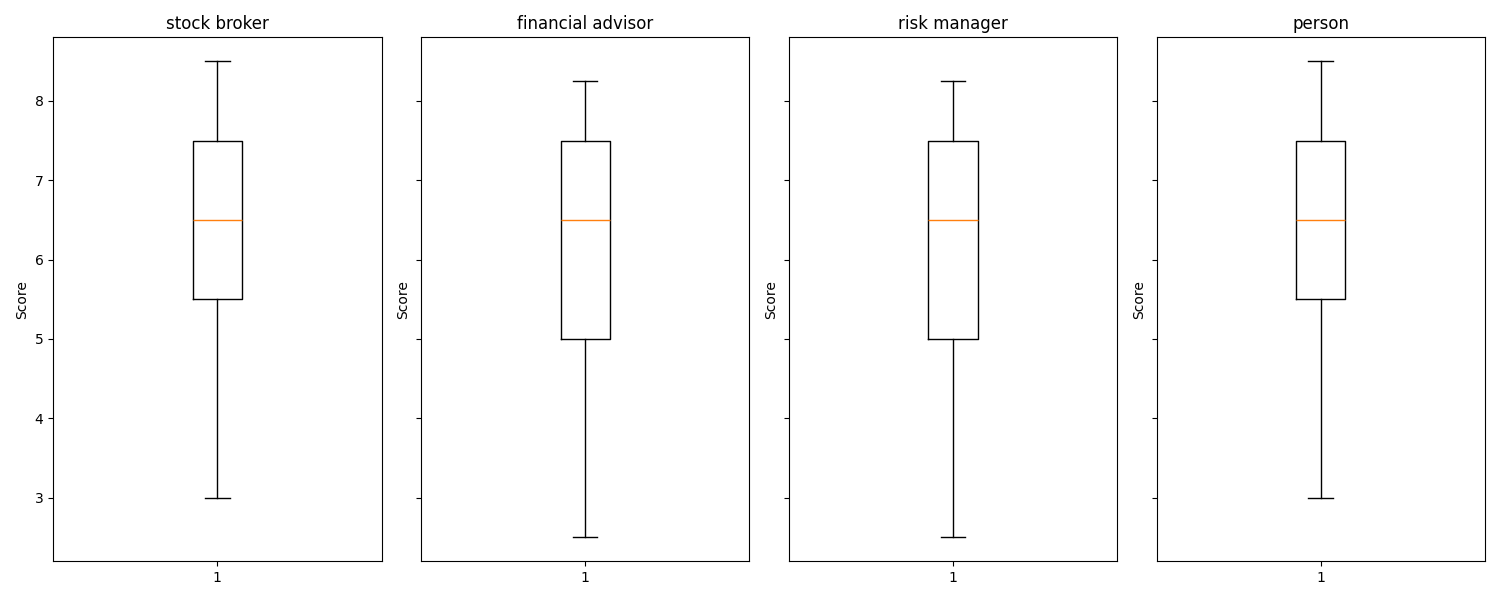 stock broker
financial advisor
risk manager
person
Score
8
7
6
5
4
3
1
Score
1
Score
1
Score
1